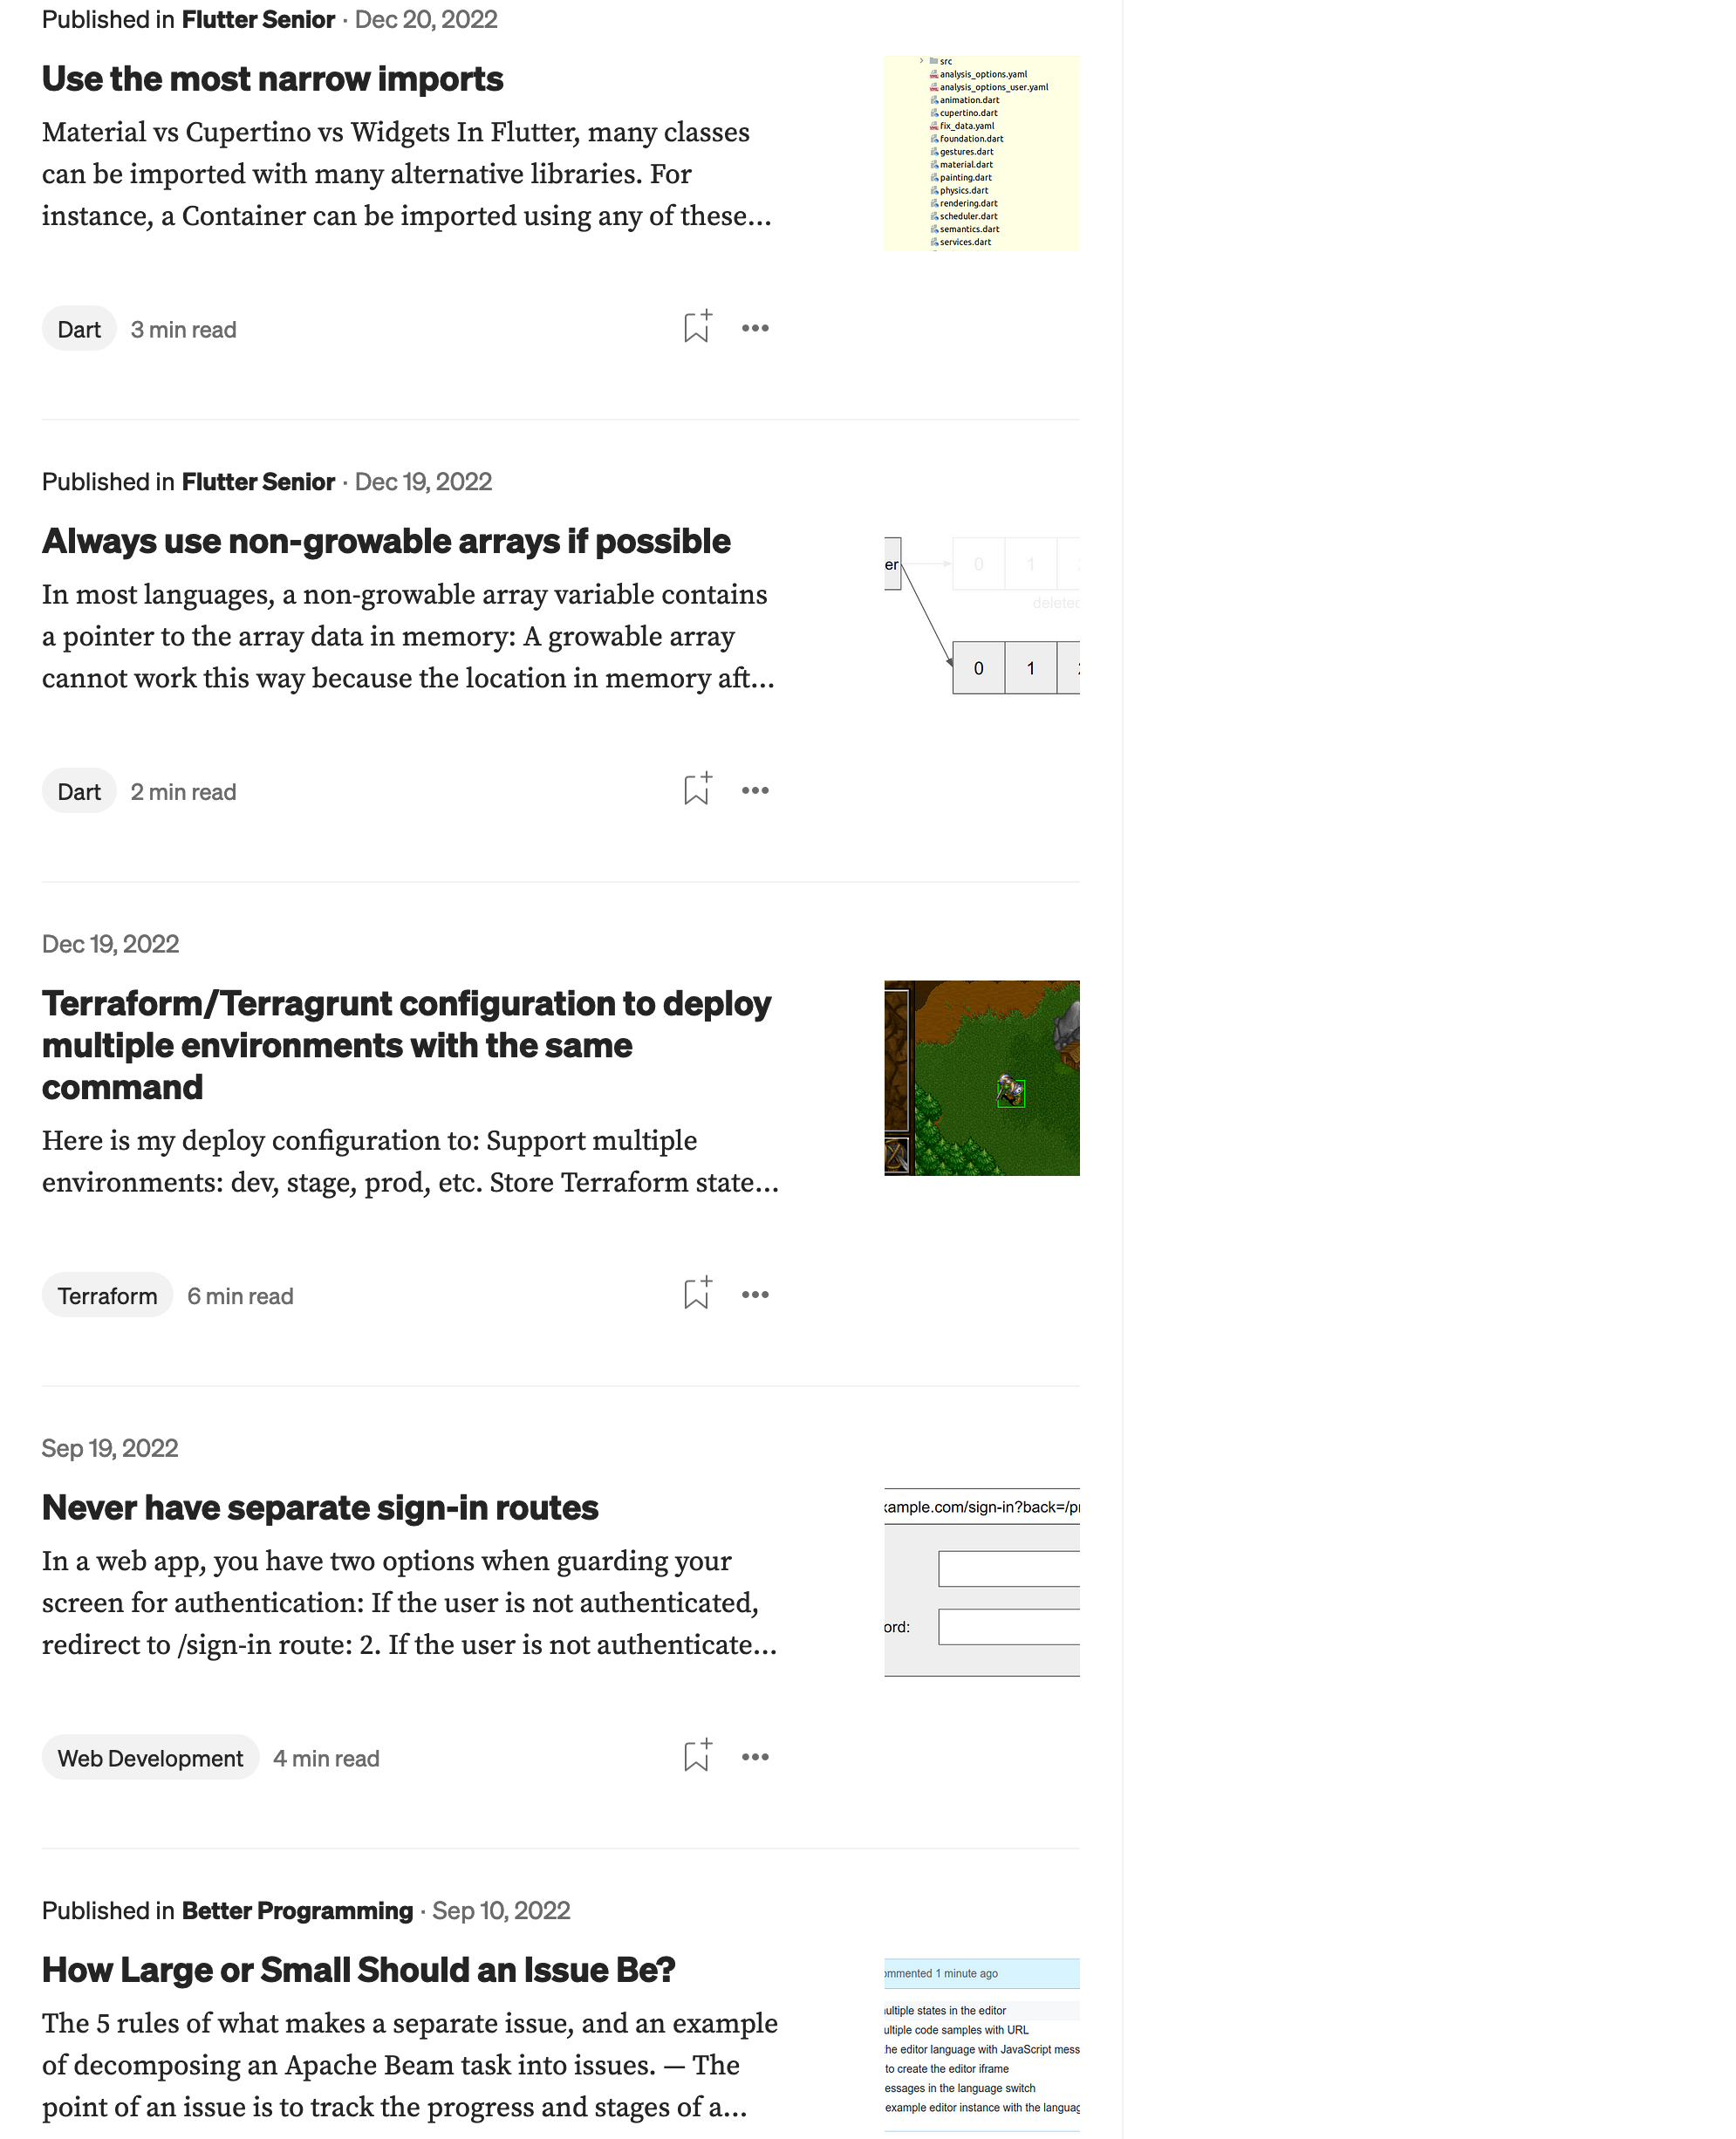 Published in Flutter Senior · Dec 20, 2022
Use the most narrow imports
Material vs Cupertino vs Widgets In Flutter, many classes
can be imported with many alternative libraries. For
instance, a Container can be imported using any of these…
src
analysis_options.yaml
analysis_options_user.yaml
animation.dart
cupertino.dart
fix_data.yaml
foundation.dart
gestures.dart
material.dart
painting.dart
physics.dart
rendering.dart
scheduler.dart
semantics.dart
services.dart
Dart 3 min read
Published in Flutter Senior · Dec 19, 2022
Always use non-growable arrays if possible
In most languages, a non-growable array variable contains
a pointer to the array data in memory: A growable array
cannot work this way because the location in memory aft…
er 0 1
deleted
0 1
Dart 2 min read
Dec 19, 2022
Terraform/Terragrunt configuration to deploy
multiple environments with the same
command
Here is my deploy configuration to: Support multiple
environments: dev, stage, prod, etc. Store Terraform state…
Terraform 6 min read
Sep 19, 2022
Never have separate sign-in routes
In a web app, you have two options when guarding your
screen for authentication: If the user is not authenticated,
redirect to /sign-in route: 2. If the user is not authenticate…
xample.com/sign-in?back=/pr
ord:
Web Development 4 min read
Published in Better Programming · Sep 10, 2022
How Large or Small Should an Issue Be?
The 5 rules of what makes a separate issue, and an example
of decomposing an Apache Beam task into issues. — The
point of an issue is to track the progress and stages of a…
ommented 1 minute ago
ultiple states in the editor
ultiple code samples with URL
he editor language with JavaScript mess
to create the editor iframe
essages in the language switch
example editor instance with the languag